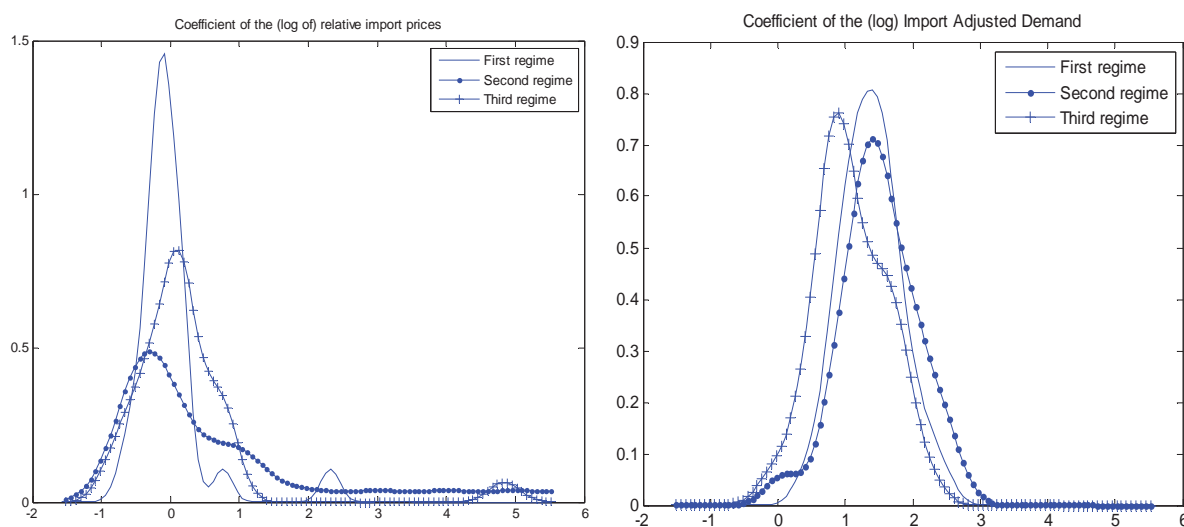 Coefficient of the (log of) relative import prices
1.5
1
0.5
0
-2 -1 0 1 2 3 4 5 6
First regime
Second regime
Third regime
Coefficient of the (log) Import Adjusted Demand
0.9
0.8
0.7
0.6
0.5
0.4
0.3
0.2
0.1
0
-2 -1 0 1 2 3 4 5 6
First regime
Second regime
Third regime